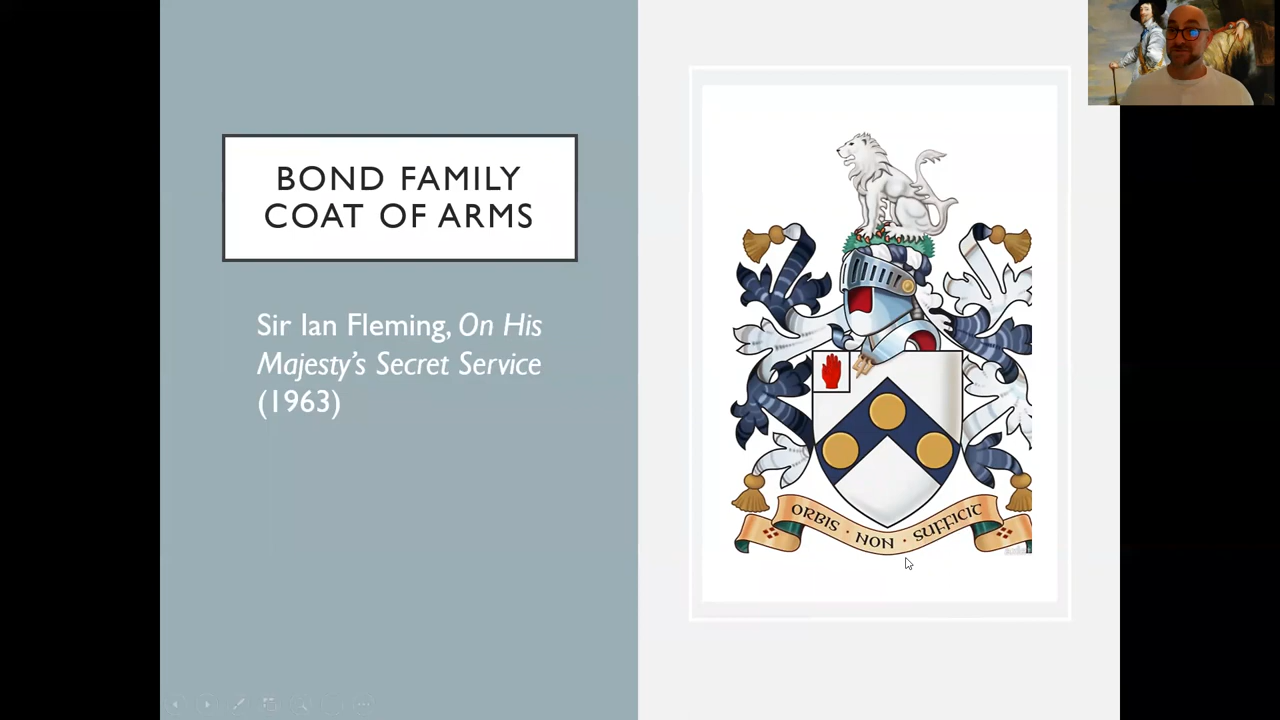 BOND FAMILY
COAT OF ARMS
Sir Ian Fleming, On His
Majesty's Secret Service
(1963)
ORBIS · NON · SUFFICIT